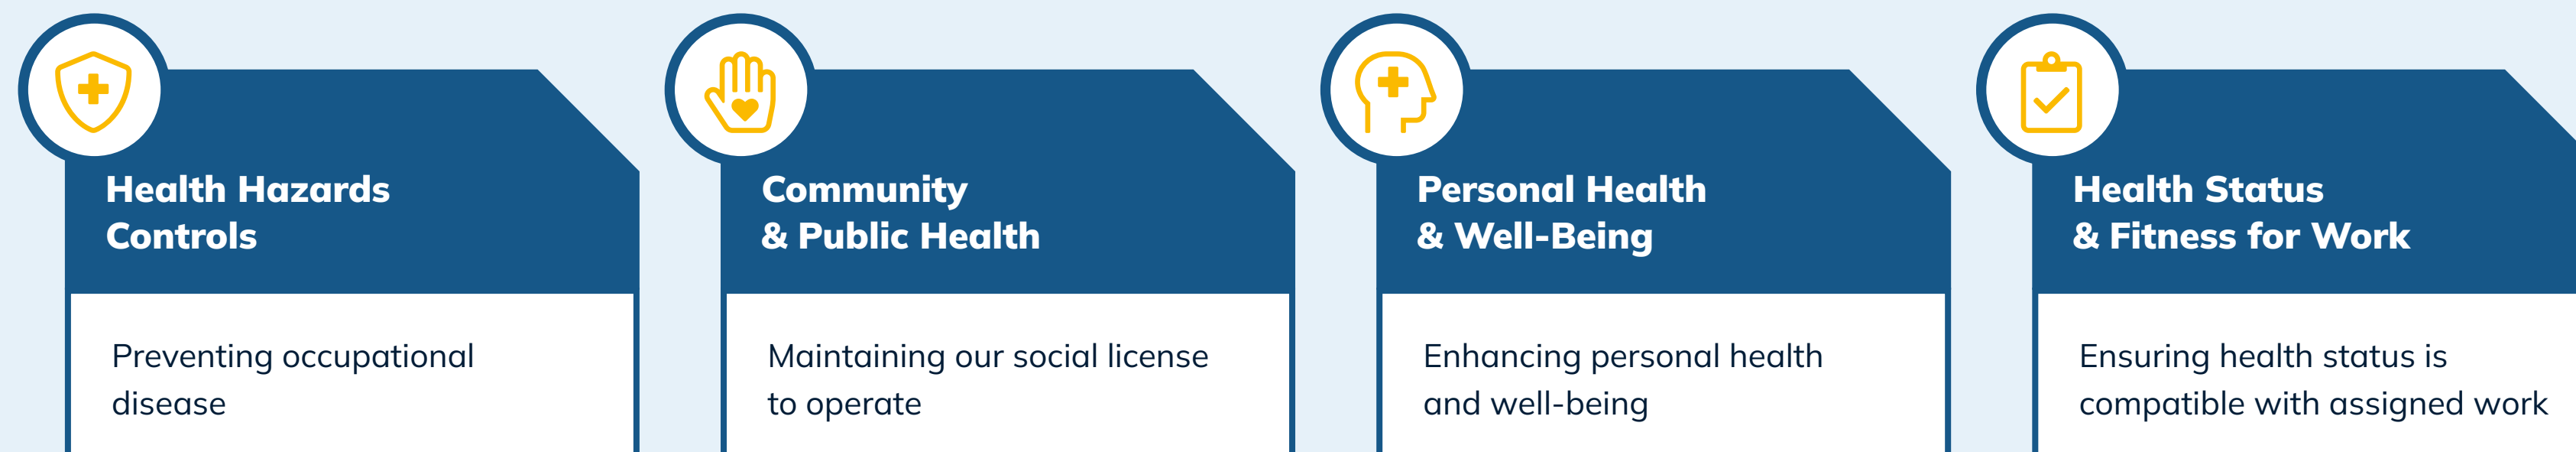 Health Hazards
Controls
Preventing occupational
disease
Community
& Public Health
Maintaining our social license
to operate
Personal Health
& Well-Being
Enhancing personal health
and well-being
Health Status
& Fitness for Work
Ensuring health status is
compatible with assigned work